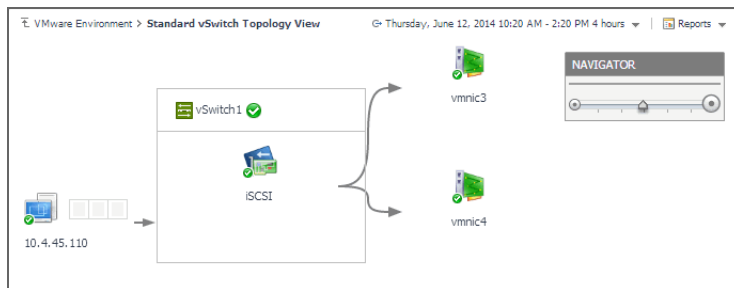 VMware Environment > Standard vSwitch Topology View
Thursday, June 12, 2014 10:20 AM - 2:20 PM 4 hours
Reports
NAVIGATOR
vmnic3
vSwitch1
iSCSI
vmnic4
10.4.45.110